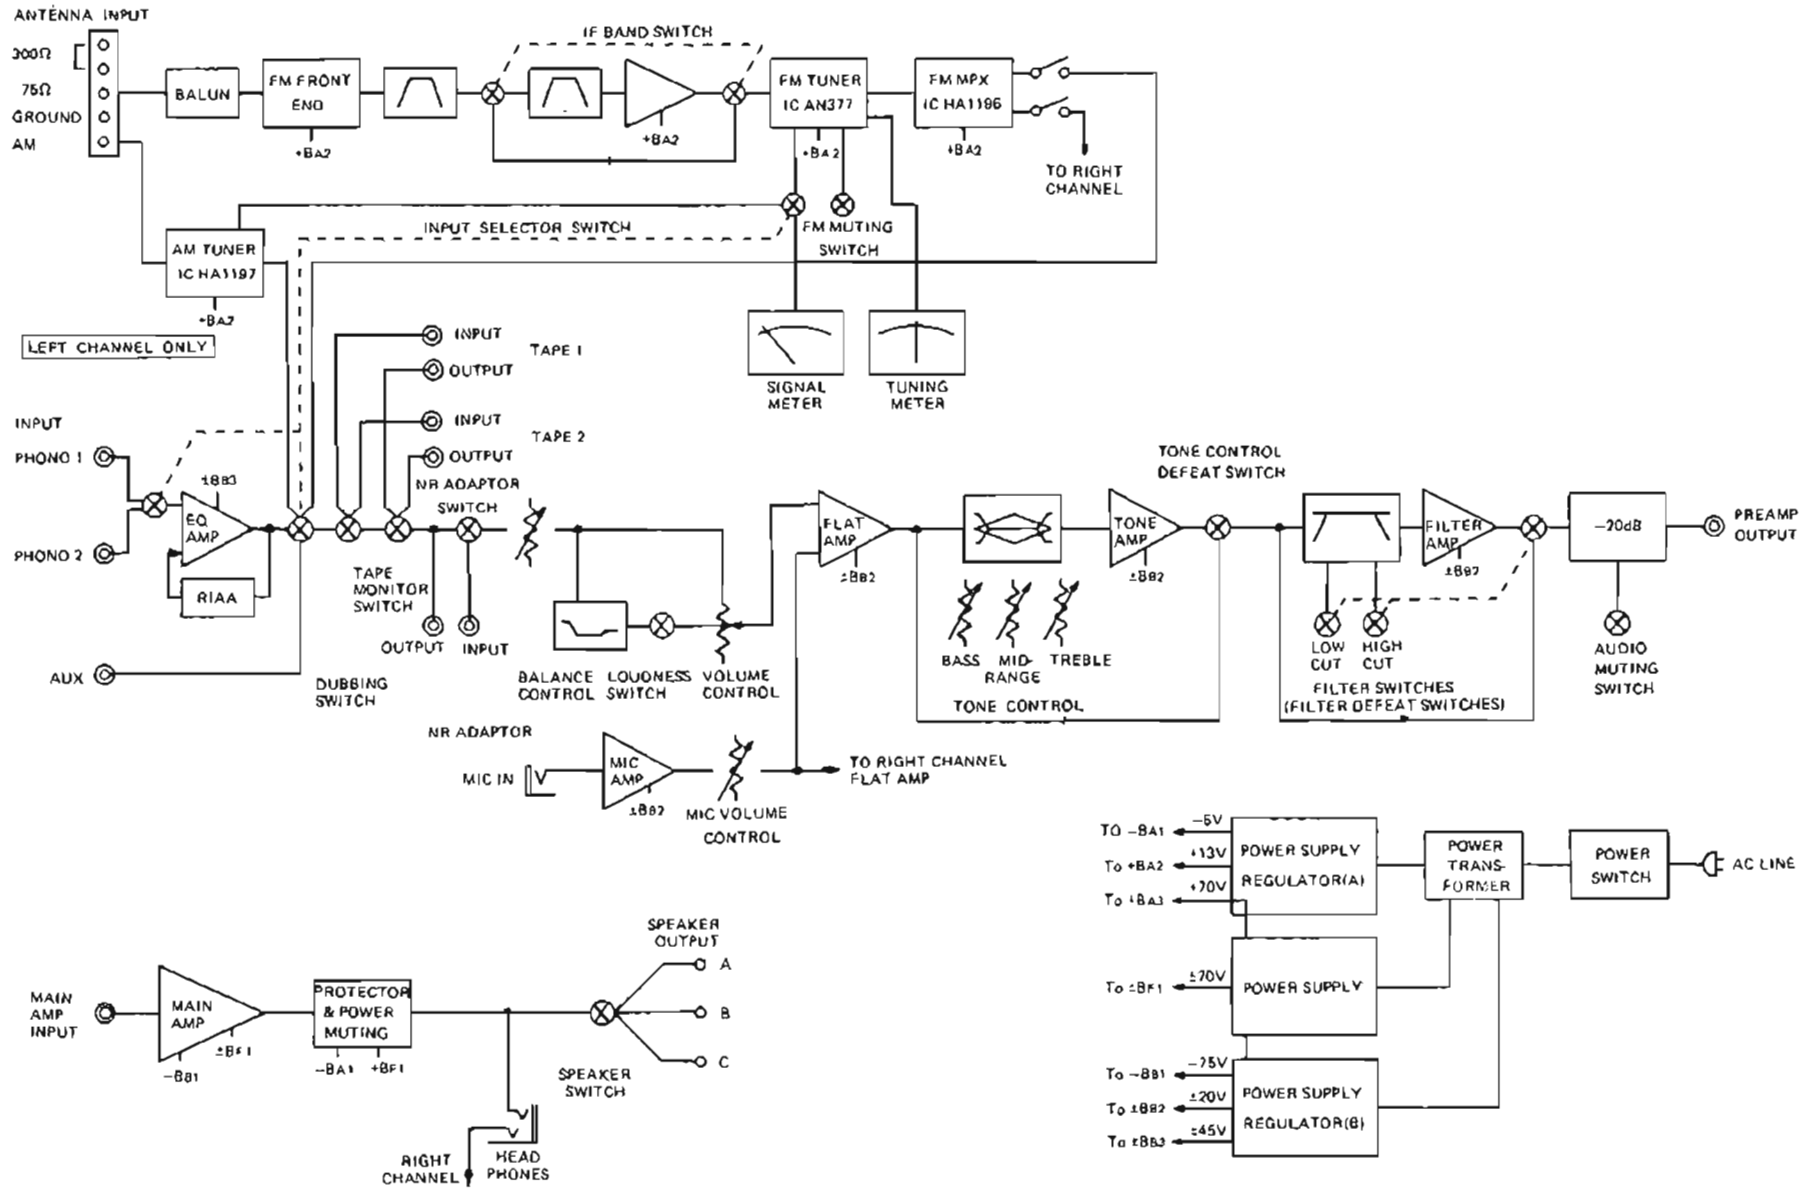 ANTENNA INPUT
300Ω
75Ω
GROUND
AM
BALUN
FM FRONT
END
+BA2
IF BAND SWITCH
+BA2
FM TUNER
IC AN377
+BA2
FM MPX
IC HA1196
+BA2
TO RIGHT
CHANNEL
INPUT SELECTOR SWITCH
FM MUTING
SWITCH
AM TUNER
IC HA1197
+BA2
LEFT CHANNEL ONLY
SIGNAL
METER
TUNING
METER
INPUT
TAPE 1
OUTPUT
INPUT
TAPE 2
OUTPUT
INPUT
PHONO 1
PHONO 2
AUX
±BB3
EQ
AMP
RIAA
NR ADAPTOR
SWITCH
TAPE
MONITOR
SWITCH
OUTPUT
INPUT
DUBBING
SWITCH
BALANCE
CONTROL
LOUDNESS
SWITCH
VOLUME
CONTROL
FLAT
AMP
±BB2
BASS
MID-
RANGE
TREBLE
TONE CONTROL
TONE
AMP
±BB2
TONE CONTROL
DEFEAT SWITCH
FILTER
AMP
±BB2
LOW
CUT
HIGH
CUT
FILTER SWITCHES
(FILTER DEFEAT SWITCHES)
-20dB
AUDIO
MUTING
SWITCH
PREAMP
OUTPUT
NR ADAPTOR
MIC IN
MIC
AMP
±BB2
MIC VOLUME
CONTROL
TO RIGHT CHANNEL
FLAT AMP
MAIN
AMP
INPUT
MAIN
AMP
-BB1
±BF1
PROTECTOR
& POWER
MUTING
-BA1
+BF1
SPEAKER
OUTPUT
A
B
C
SPEAKER
SWITCH
RIGHT
CHANNEL
HEAD
PHONES
TO -BA1
-6V
To +BA2
+13V
To +BA3
+70V
POWER SUPPLY
REGULATOR(A)
POWER
TRANS-
FORMER
POWER
SWITCH
AC LINE
To ±BF1
±70V
POWER SUPPLY
To -BB1
-75V
To ±BB2
±20V
To ±BB3
±45V
POWER SUPPLY
REGULATOR(B)